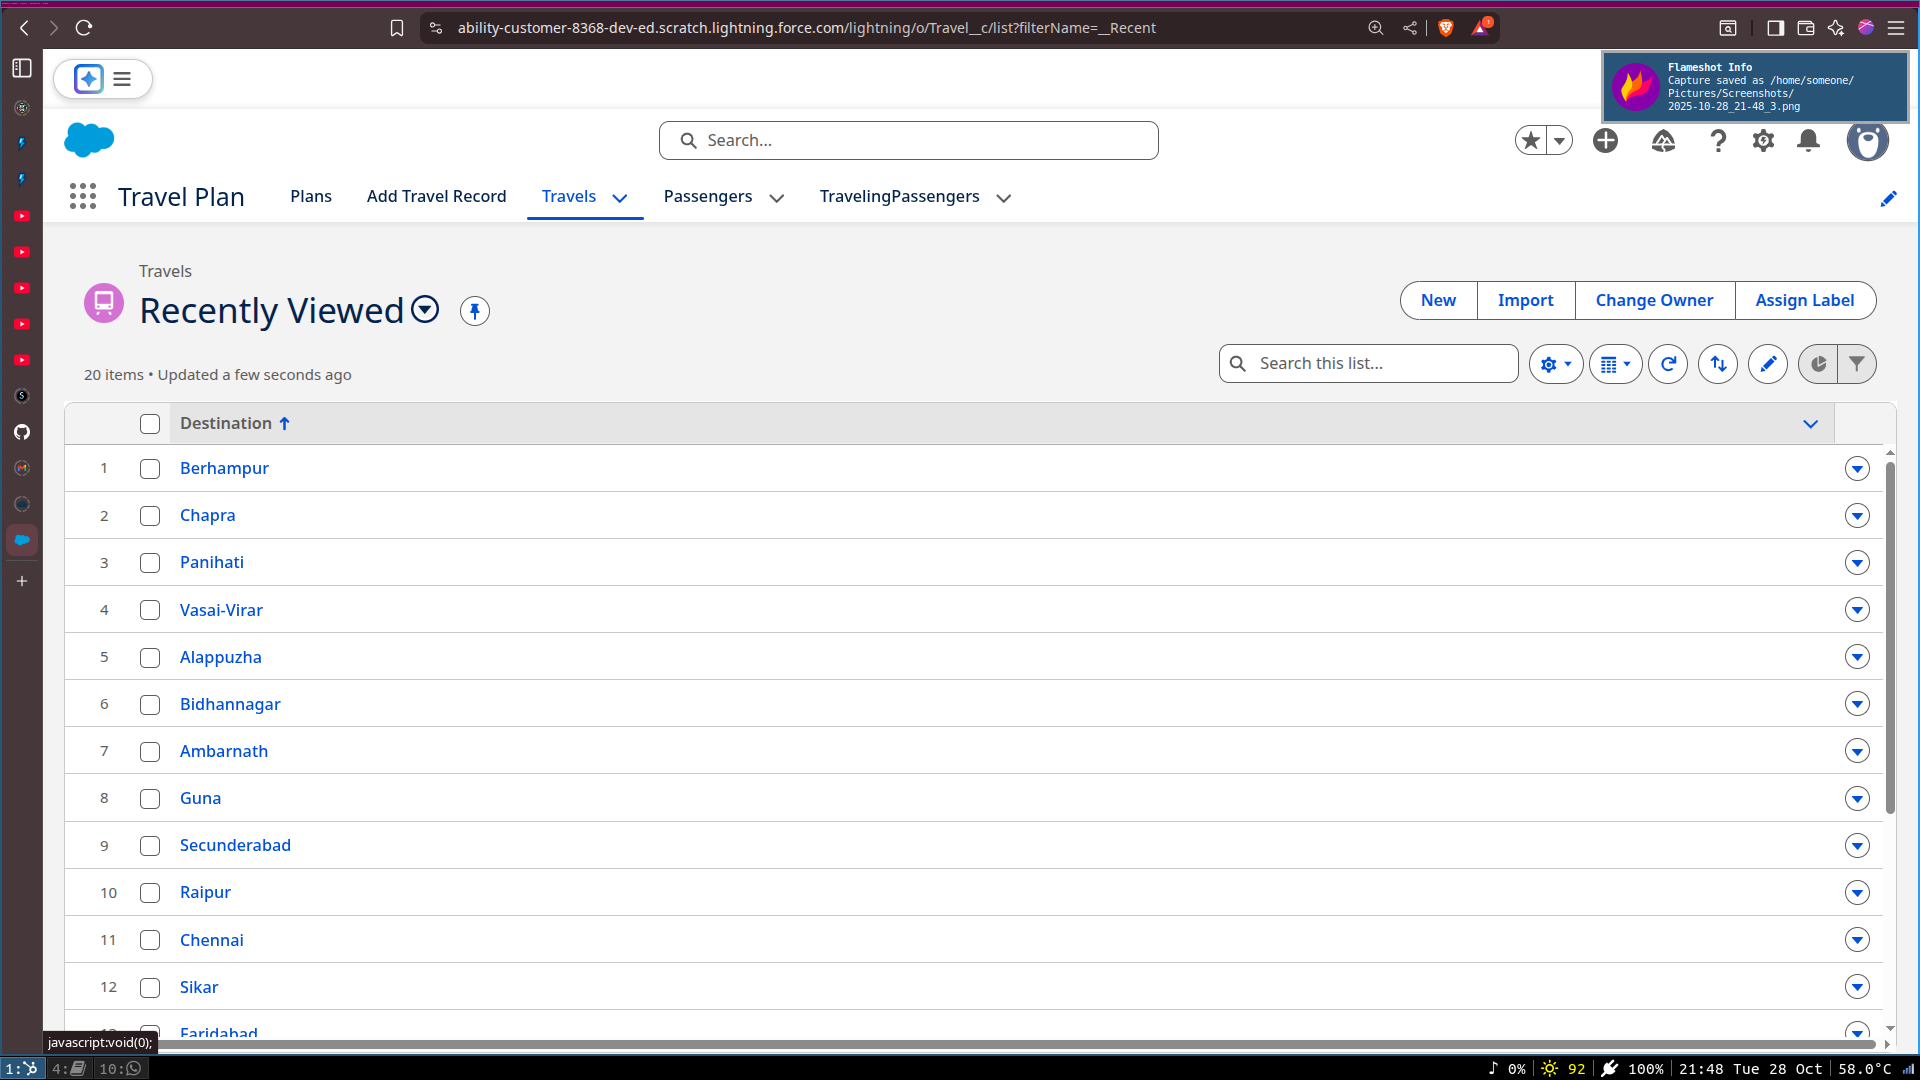 ability-customer-8368-dev-ed.scratch.lightning.force.com/lightning/o/Travel__c/list?filterName=__Recent
1
Flameshot Info
Capture saved as /home/someone/
Pictures/Screenshots/
2025-10-28_21-48_3.png
Search...
Travel Plan
Plans
Add Travel Record
Travels
Passengers
TravelingPassengers
Travels
Recently Viewed
New
Import
Change Owner
Assign Label
20 items • Updated a few seconds ago
Search this list...
Destination
1 Berhampur
2 Chapra
3 Panihati
4 Vasai-Virar
5 Alappuzha
6 Bidhannagar
7 Ambarnath
8 Guna
9 Secunderabad
10 Raipur
11 Chennai
12 Sikar
Faridabad
javascript:void(0);
1:
4:
10:
0%
92
100%
21:48 Tue 28 Oct
58.0°C